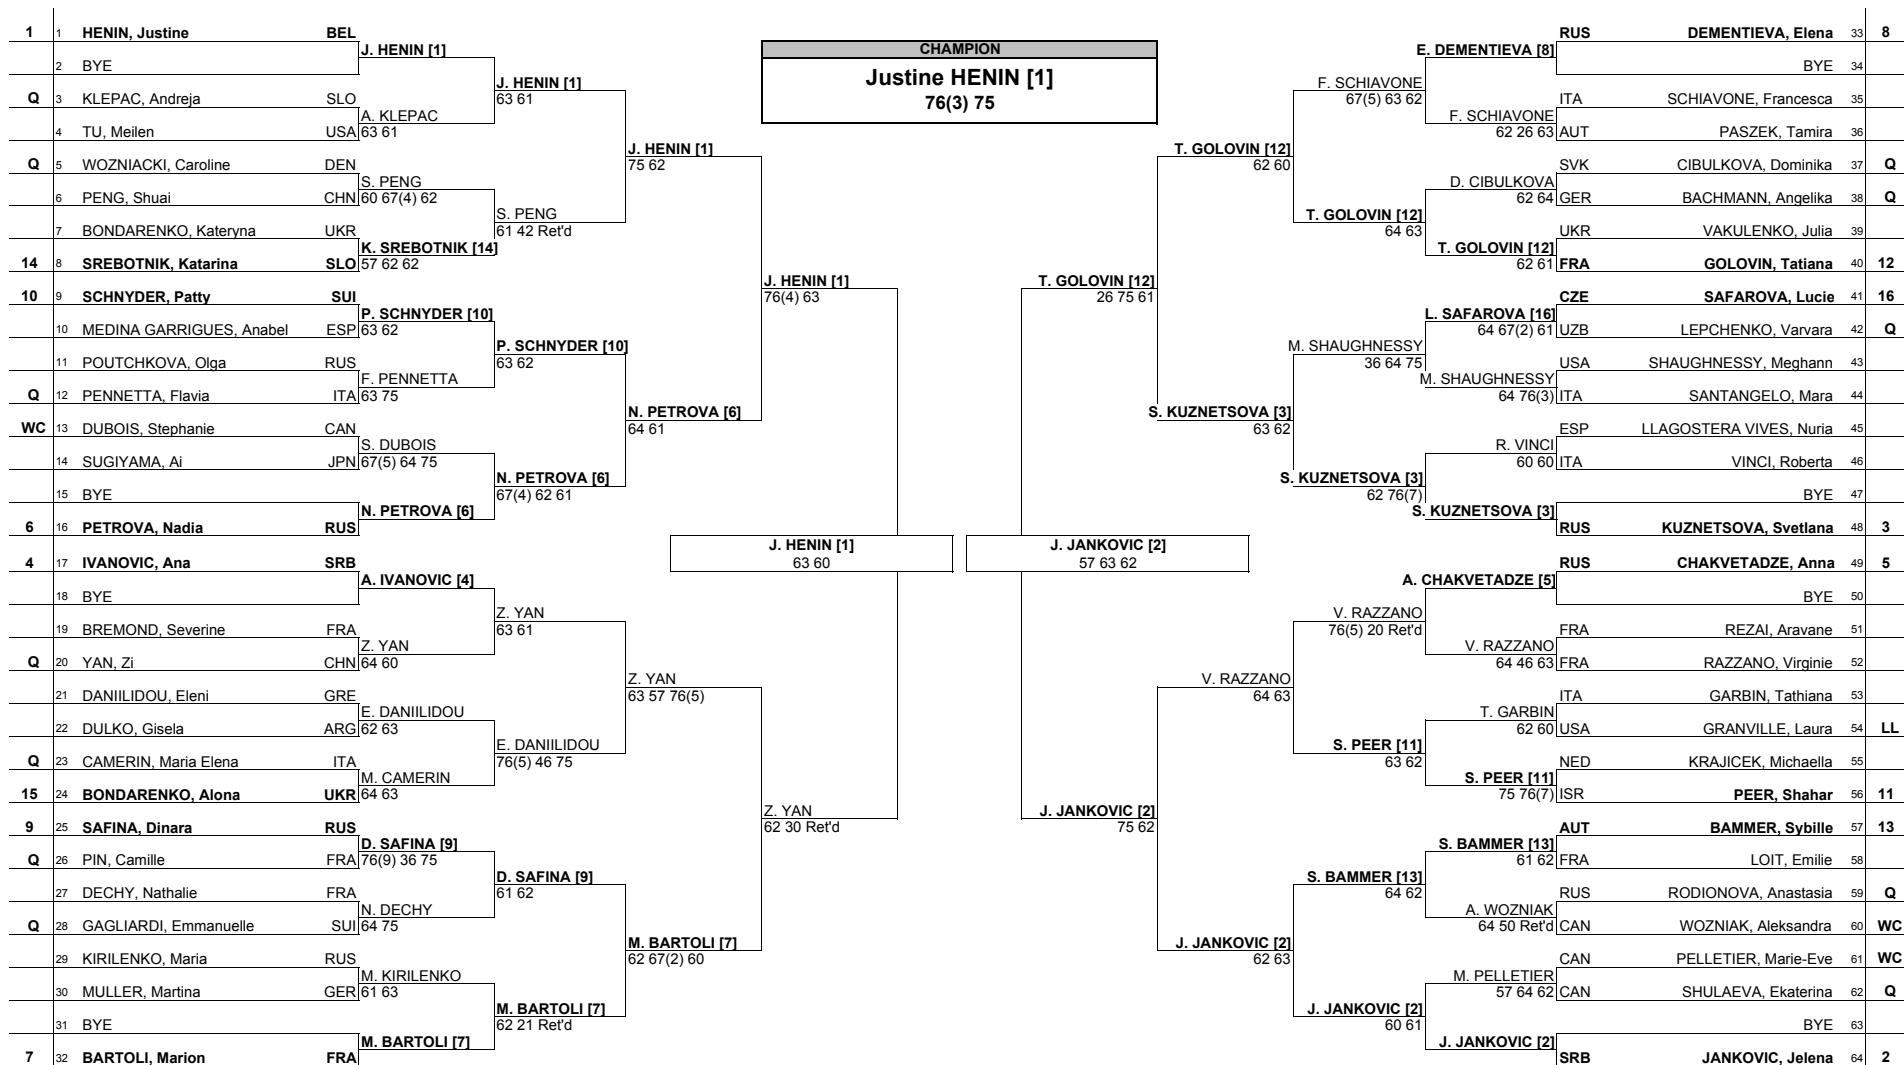 1 1 HENIN, Justine BEL
2 BYE
Q 3 KLEPAC, Andreja SLO
4 TU, Meilen USA
Q 5 WOZNIACKI, Caroline DEN
6 PENG, Shuai CHN
7 BONDARENKO, Kateryna UKR
14 8 SREBOTNIK, Katarina SLO
10 9 SCHNYDER, Patty SUI
10 MEDINA GARRIGUES, Anabel ESP
11 POUTCHKOVA, Olga RUS
Q 12 PENNETTA, Flavia ITA
WC 13 DUBOIS, Stephanie CAN
14 SUGIYAMA, Ai JPN
15 BYE
6 16 PETROVA, Nadia RUS
4 17 IVANOVIC, Ana SRB
18 BYE
19 BREMOND, Severine FRA
Q 20 YAN, Zi CHN
21 DANIILIDOU, Eleni GRE
22 DULKO, Gisela ARG
Q 23 CAMERIN, Maria Elena ITA
15 24 BONDARENKO, Alona UKR
9 25 SAFINA, Dinara RUS
Q 26 PIN, Camille FRA
27 DECHY, Nathalie FRA
Q 28 GAGLIARDI, Emmanuelle SUI
29 KIRILENKO, Maria RUS
30 MULLER, Martina GER
31 BYE
7 32 BARTOLI, Marion FRA
J. HENIN [1]
A. KLEPAC
63 61
S. PENG
60 67(4) 62
K. SREBOTNIK [14]
57 62 62
P. SCHNYDER [10]
63 62
F. PENNETTA
63 75
S. DUBOIS
67(5) 64 75
N. PETROVA [6]
A. IVANOVIC [4]
Z. YAN
64 60
E. DANIILIDOU
62 63
M. CAMERIN
64 63
D. SAFINA [9]
76(9) 36 75
N. DECHY
64 75
M. KIRILENKO
61 63
M. BARTOLI [7]
J. HENIN [1]
63 61
S. PENG
61 42 Ret'd
P. SCHNYDER [10]
63 62
N. PETROVA [6]
67(4) 62 61
Z. YAN
63 61
E. DANIILIDOU
76(5) 46 75
D. SAFINA [9]
61 62
M. BARTOLI [7]
62 21 Ret'd
J. HENIN [1]
75 62
N. PETROVA [6]
64 61
Z. YAN
63 57 76(5)
M. BARTOLI [7]
62 67(2) 60
J. HENIN [1]
76(4) 63
Z. YAN
62 30 Ret'd
J. HENIN [1]
63 60
CHAMPION
Justine HENIN [1]
76(3) 75
J. JANKOVIC [2]
57 63 62
T. GOLOVIN [12]
26 75 61
J. JANKOVIC [2]
75 62
T. GOLOVIN [12]
62 60
S. KUZNETSOVA [3]
63 62
V. RAZZANO
64 63
J. JANKOVIC [2]
62 63
F. SCHIAVONE
67(5) 63 62
T. GOLOVIN [12]
64 63
M. SHAUGHNESSY
36 64 75
S. KUZNETSOVA [3]
62 76(7)
V. RAZZANO
76(5) 20 Ret'd
S. PEER [11]
63 62
S. BAMMER [13]
64 62
J. JANKOVIC [2]
60 61
E. DEMENTIEVA [8]
F. SCHIAVONE
62 26 63
D. CIBULKOVA
62 64
T. GOLOVIN [12]
62 61
L. SAFAROVA [16]
64 67(2) 61
M. SHAUGHNESSY
64 76(3)
R. VINCI
60 60
S. KUZNETSOVA [3]
A. CHAKVETADZE [5]
V. RAZZANO
64 46 63
T. GARBIN
62 60
S. PEER [11]
75 76(7)
S. BAMMER [13]
61 62
A. WOZNIAK
64 50 Ret'd
M. PELLETIER
57 64 62
J. JANKOVIC [2]
RUS DEMENTIEVA, Elena 33 8
BYE 34
ITA SCHIAVONE, Francesca 35
AUT PASZEK, Tamira 36
SVK CIBULKOVA, Dominika 37 Q
GER BACHMANN, Angelika 38 Q
UKR VAKULENKO, Julia 39
FRA GOLOVIN, Tatiana 40 12
CZE SAFAROVA, Lucie 41 16
UZB LEPCHENKO, Varvara 42 Q
USA SHAUGHNESSY, Meghann 43
ITA SANTANGELO, Mara 44
ESP LLAGOSTERA VIVES, Nuria 45
ITA VINCI, Roberta 46
BYE 47
RUS KUZNETSOVA, Svetlana 48 3
RUS CHAKVETADZE, Anna 49 5
BYE 50
FRA REZAI, Aravane 51
FRA RAZZANO, Virginie 52
ITA GARBIN, Tathiana 53
USA GRANVILLE, Laura 54 LL
NED KRAJICEK, Michaella 55
ISR PEER, Shahar 56 11
AUT BAMMER, Sybille 57 13
FRA LOIT, Emilie 58
RUS RODIONOVA, Anastasia 59 Q
CAN WOZNIAK, Aleksandra 60 WC
CAN PELLETIER, Marie-Eve 61 WC
CAN SHULAEVA, Ekaterina 62 Q
BYE 63
SRB JANKOVIC, Jelena 64 2